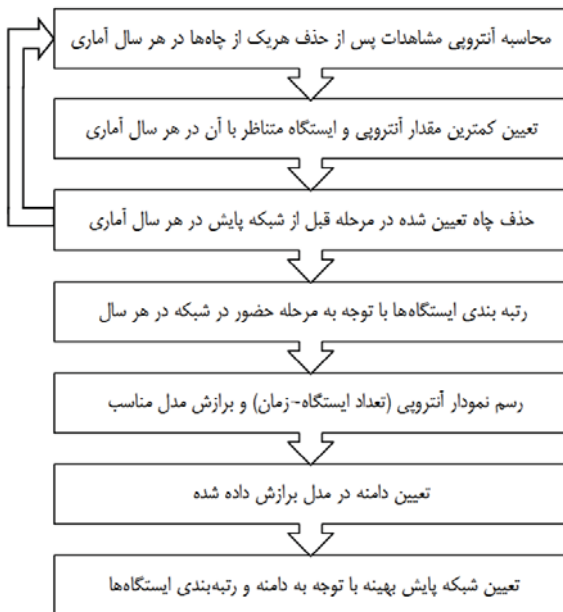 محاسبه آنتروپی مشاهدات پس از حذف هریک از چاه‌ها در هر سال آماری
تعیین کمترین مقدار آنتروپی و ایستگاه متناظر با آن در هر سال آماری
حذف چاه تعیین شده در مرحله قبل از شبکه پایش در هر سال آماری
رتبه بندی ایستگاه‌ها با توجه به مرحله حضور در شبکه در هر سال
رسم نمودار آنتروپی (تعداد ایستگاه-زمان) و برازش مدل مناسب
تعیین دامنه در مدل برازش داده شده
تعیین شبکه پایش بهینه با توجه به دامنه و رتبه‌بندی ایستگاه‌ها